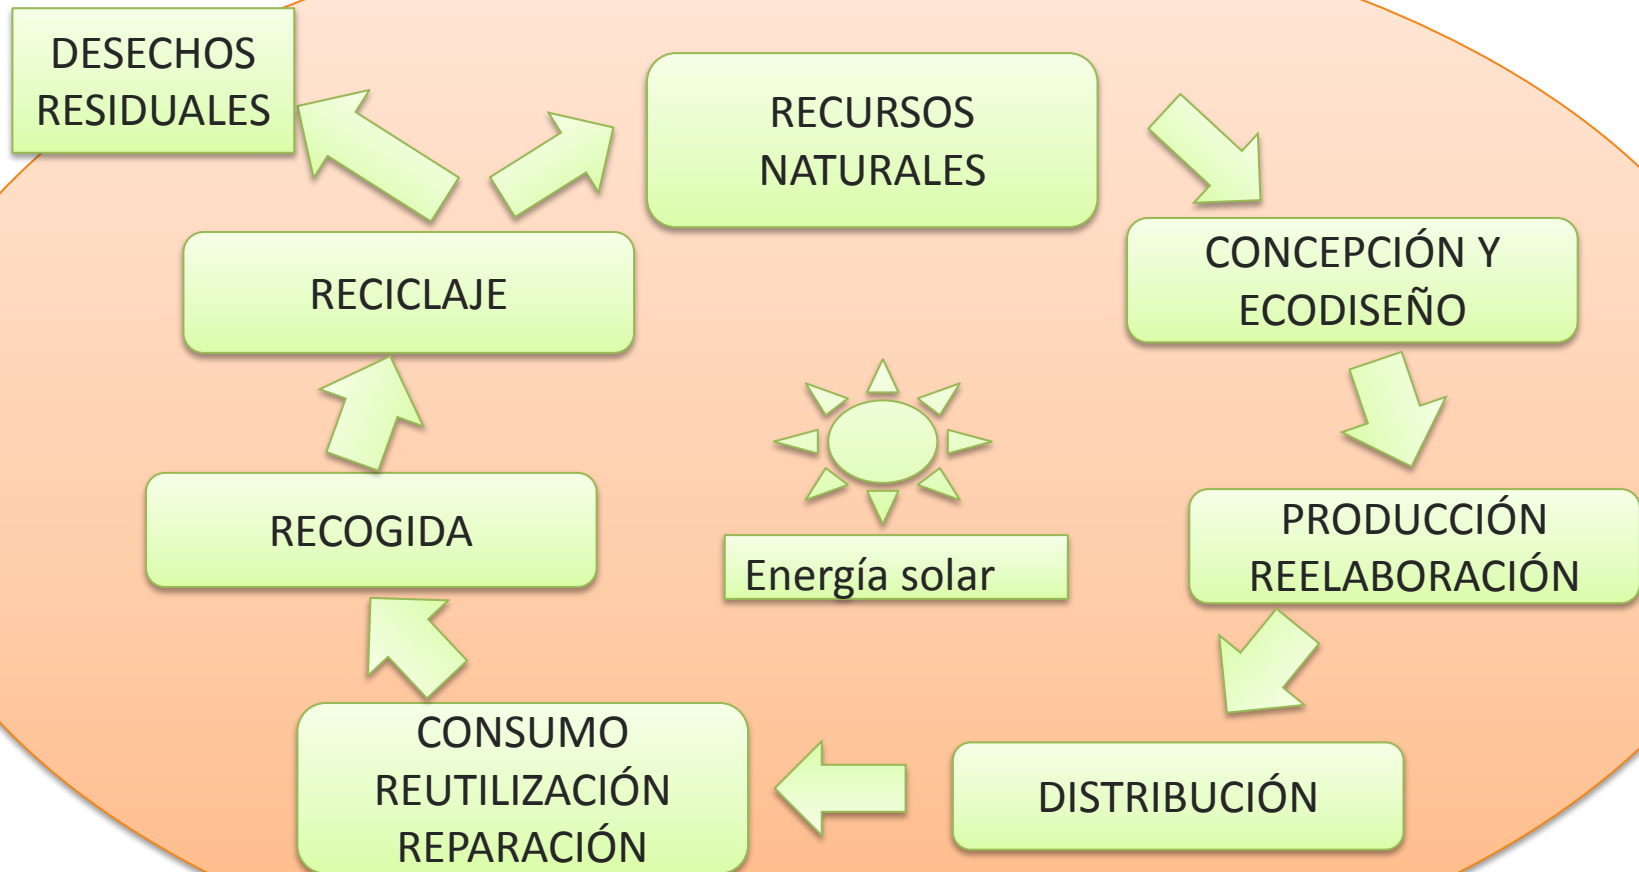 DESECHOS
RESIDUALES
RECURSOS
NATURALES
CONCEPCIÓN Y
ECODISEÑO
RECICLAJE
RECOGIDA
Energía solar
PRODUCCIÓN
REELABORACIÓN
CONSUMO
REUTILIZACIÓN
REPARACIÓN
DISTRIBUCIÓN